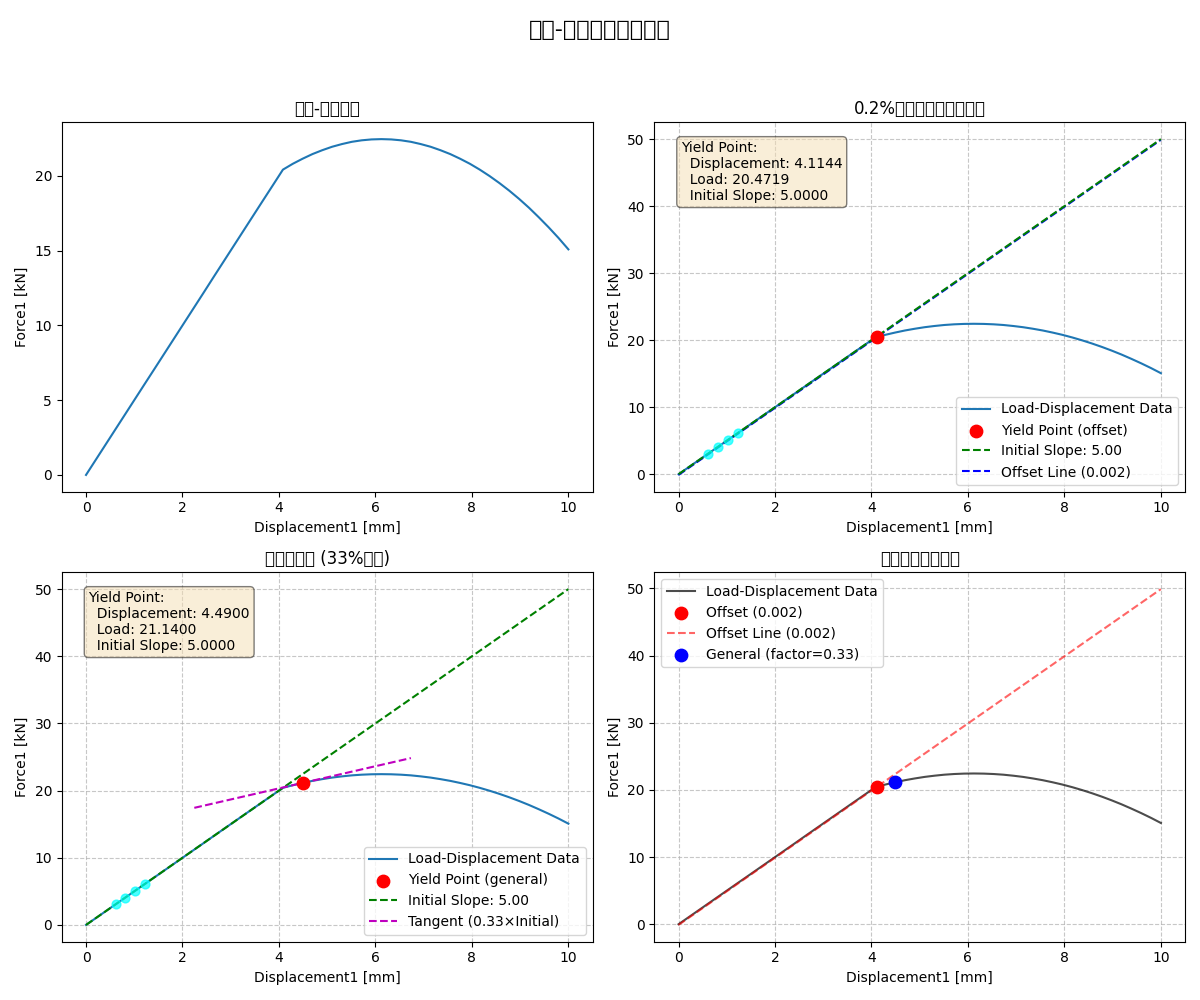 20
15
10
5
0
Force1 [kN]
0 2 4 6 8 10
Displacement1 [mm]
0.2%
50
40
30
20
10
0
Force1 [kN]
Yield Point:
Displacement: 4.1144
Load: 20.4719
Initial Slope: 5.0000
Load-Displacement Data
Yield Point (offset)
Initial Slope: 5.00
Offset Line (0.002)
0 2 4 6 8 10
Displacement1 [mm]
(33%
50
40
30
20
10
0
Force1 [kN]
Yield Point:
Displacement: 4.4900
Load: 21.1400
Initial Slope: 5.0000
Load-Displacement Data
Yield Point (general)
Initial Slope: 5.00
Tangent (0.33×Initial)
0 2 4 6 8 10
Displacement1 [mm]
50
40
30
20
10
0
Force1 [kN]
Load-Displacement Data
Offset (0.002)
Offset Line (0.002)
General (factor=0.33)
0 2 4 6 8 10
Displacement1 [mm]